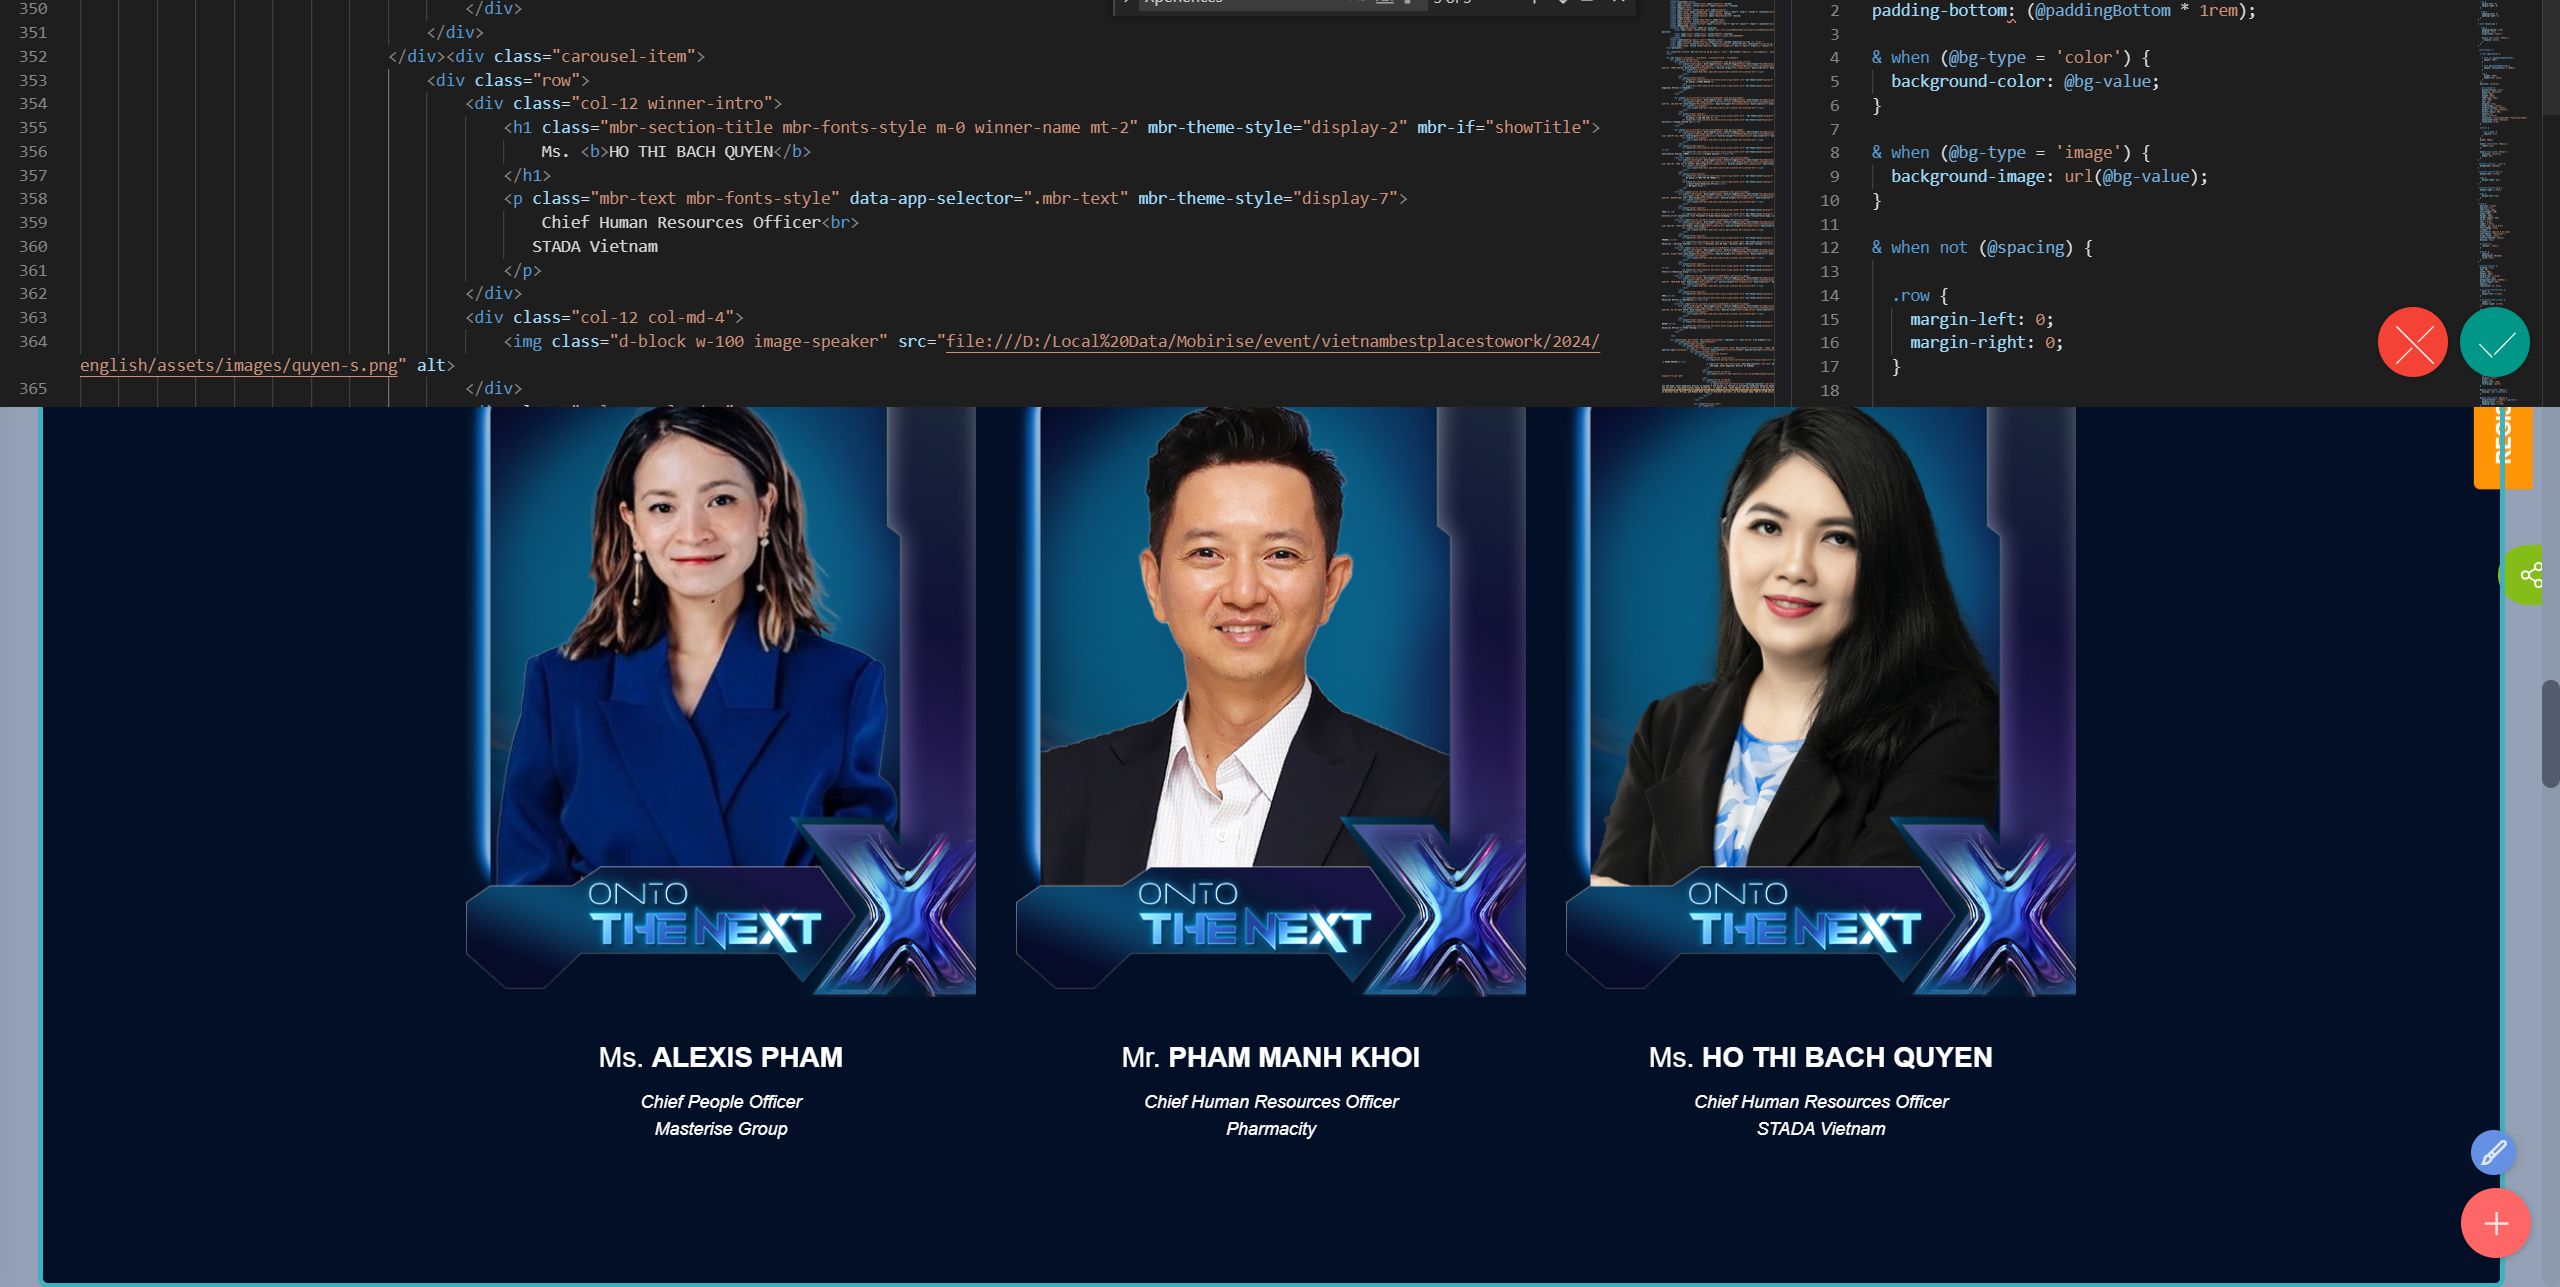 350 </div>
351 </div>
352 </div><div class="carousel-item">
353 <div class="row">
354 <div class="col-12 winner-intro">
355 <h1 class="mbr-section-title mbr-fonts-style m-0 winner-name mt-2" mbr-theme-style="display-2" mbr-if="showTitle">
356 Ms. <b>HO THI BACH QUYEN</b>
357 </h1>
358 <p class="mbr-text mbr-fonts-style" data-app-selector=".mbr-text" mbr-theme-style="display-7">
359 Chief Human Resources Officer<br>
360 STADA Vietnam
361 </p>
362 </div>
363 <div class="col-12 col-md-4">
364 <img class="d-block w-100 image-speaker" src="file:///D:/Local%20Data/Mobirise/event/vietnambestplacestowork/2024/
english/assets/images/quyen-s.png" alt>
365 </div>
2 padding-bottom: (@paddingBottom * 1rem);
3
4 & when (@bg-type = 'color') {
5 background-color: @bg-value;
6 }
7
8 & when (@bg-type = 'image') {
9 background-image: url(@bg-value);
10 }
11
12 & when not (@spacing) {
13
14 .row {
15 margin-left: 0;
16 margin-right: 0;
17 }
18
ONTO
THE NEXT
X
ONTO
THE NEXT
X
ONTO
THE NEXT
X
Ms. ALEXIS PHAM
Chief People Officer
Masterise Group
Mr. PHAM MANH KHOI
Chief Human Resources Officer
Pharmacity
Ms. HO THI BACH QUYEN
Chief Human Resources Officer
STADA Vietnam